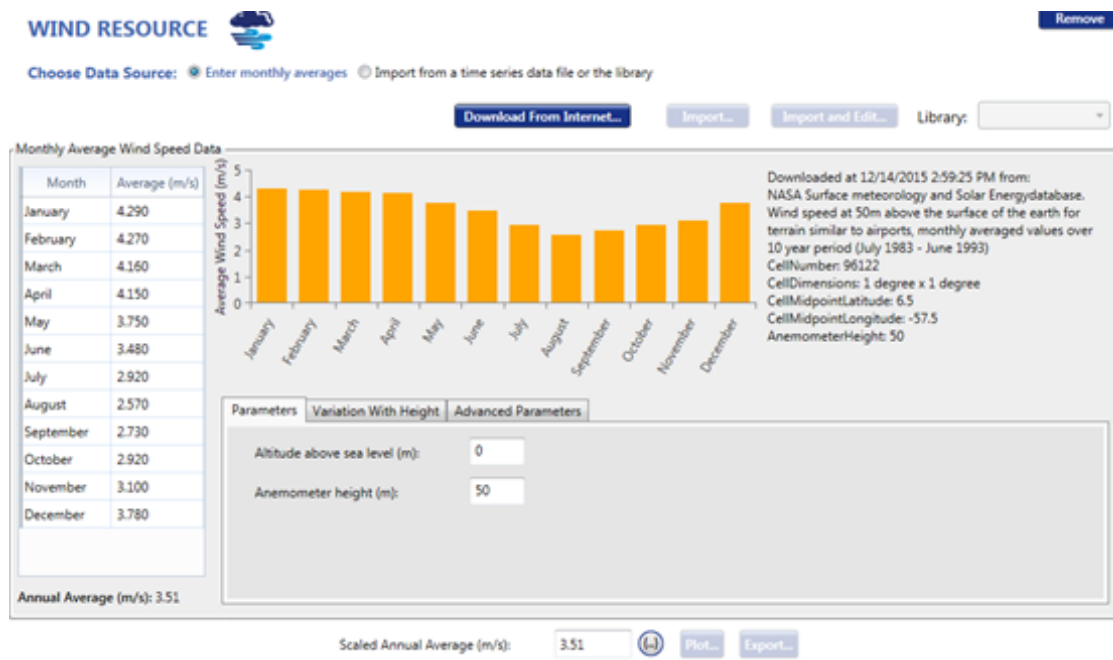 WIND RESOURCE
Remove
Choose Data Source: Enter monthly averages Import from a time series data file or the library
Download From Internet... Import... Import and Edit... Library:
Monthly Average Wind Speed Data
Month Average (m/s)
January 4.290
February 4.270
March 4.160
April 4.150
May 3.750
June 3.480
July 2.920
August 2.570
September 2.730
October 2.920
November 3.100
December 3.780
Annual Average (m/s): 3.51
Average Wind Speed (m/s)
5
4
3
2
1
0
January February March April May June July August September October November December
Downloaded at 12/14/2015 2:59:25 PM from:
NASA Surface meteorology and Solar Energydatabase.
Wind speed at 50m above the surface of the earth for
terrain similar to airports, monthly averaged values over
10 year period (July 1983 - June 1993)
CellNumber: 96122
CellDimensions: 1 degree x 1 degree
CellMidpointLatitude: 6.5
CellMidpointLongitude: -57.5
AnemometerHeight: 50
Parameters Variation With Height Advanced Parameters
Altitude above sea level (m): 0
Anemometer height (m): 50
Scaled Annual Average (m/s): 3.51 (..) Plot... Export...